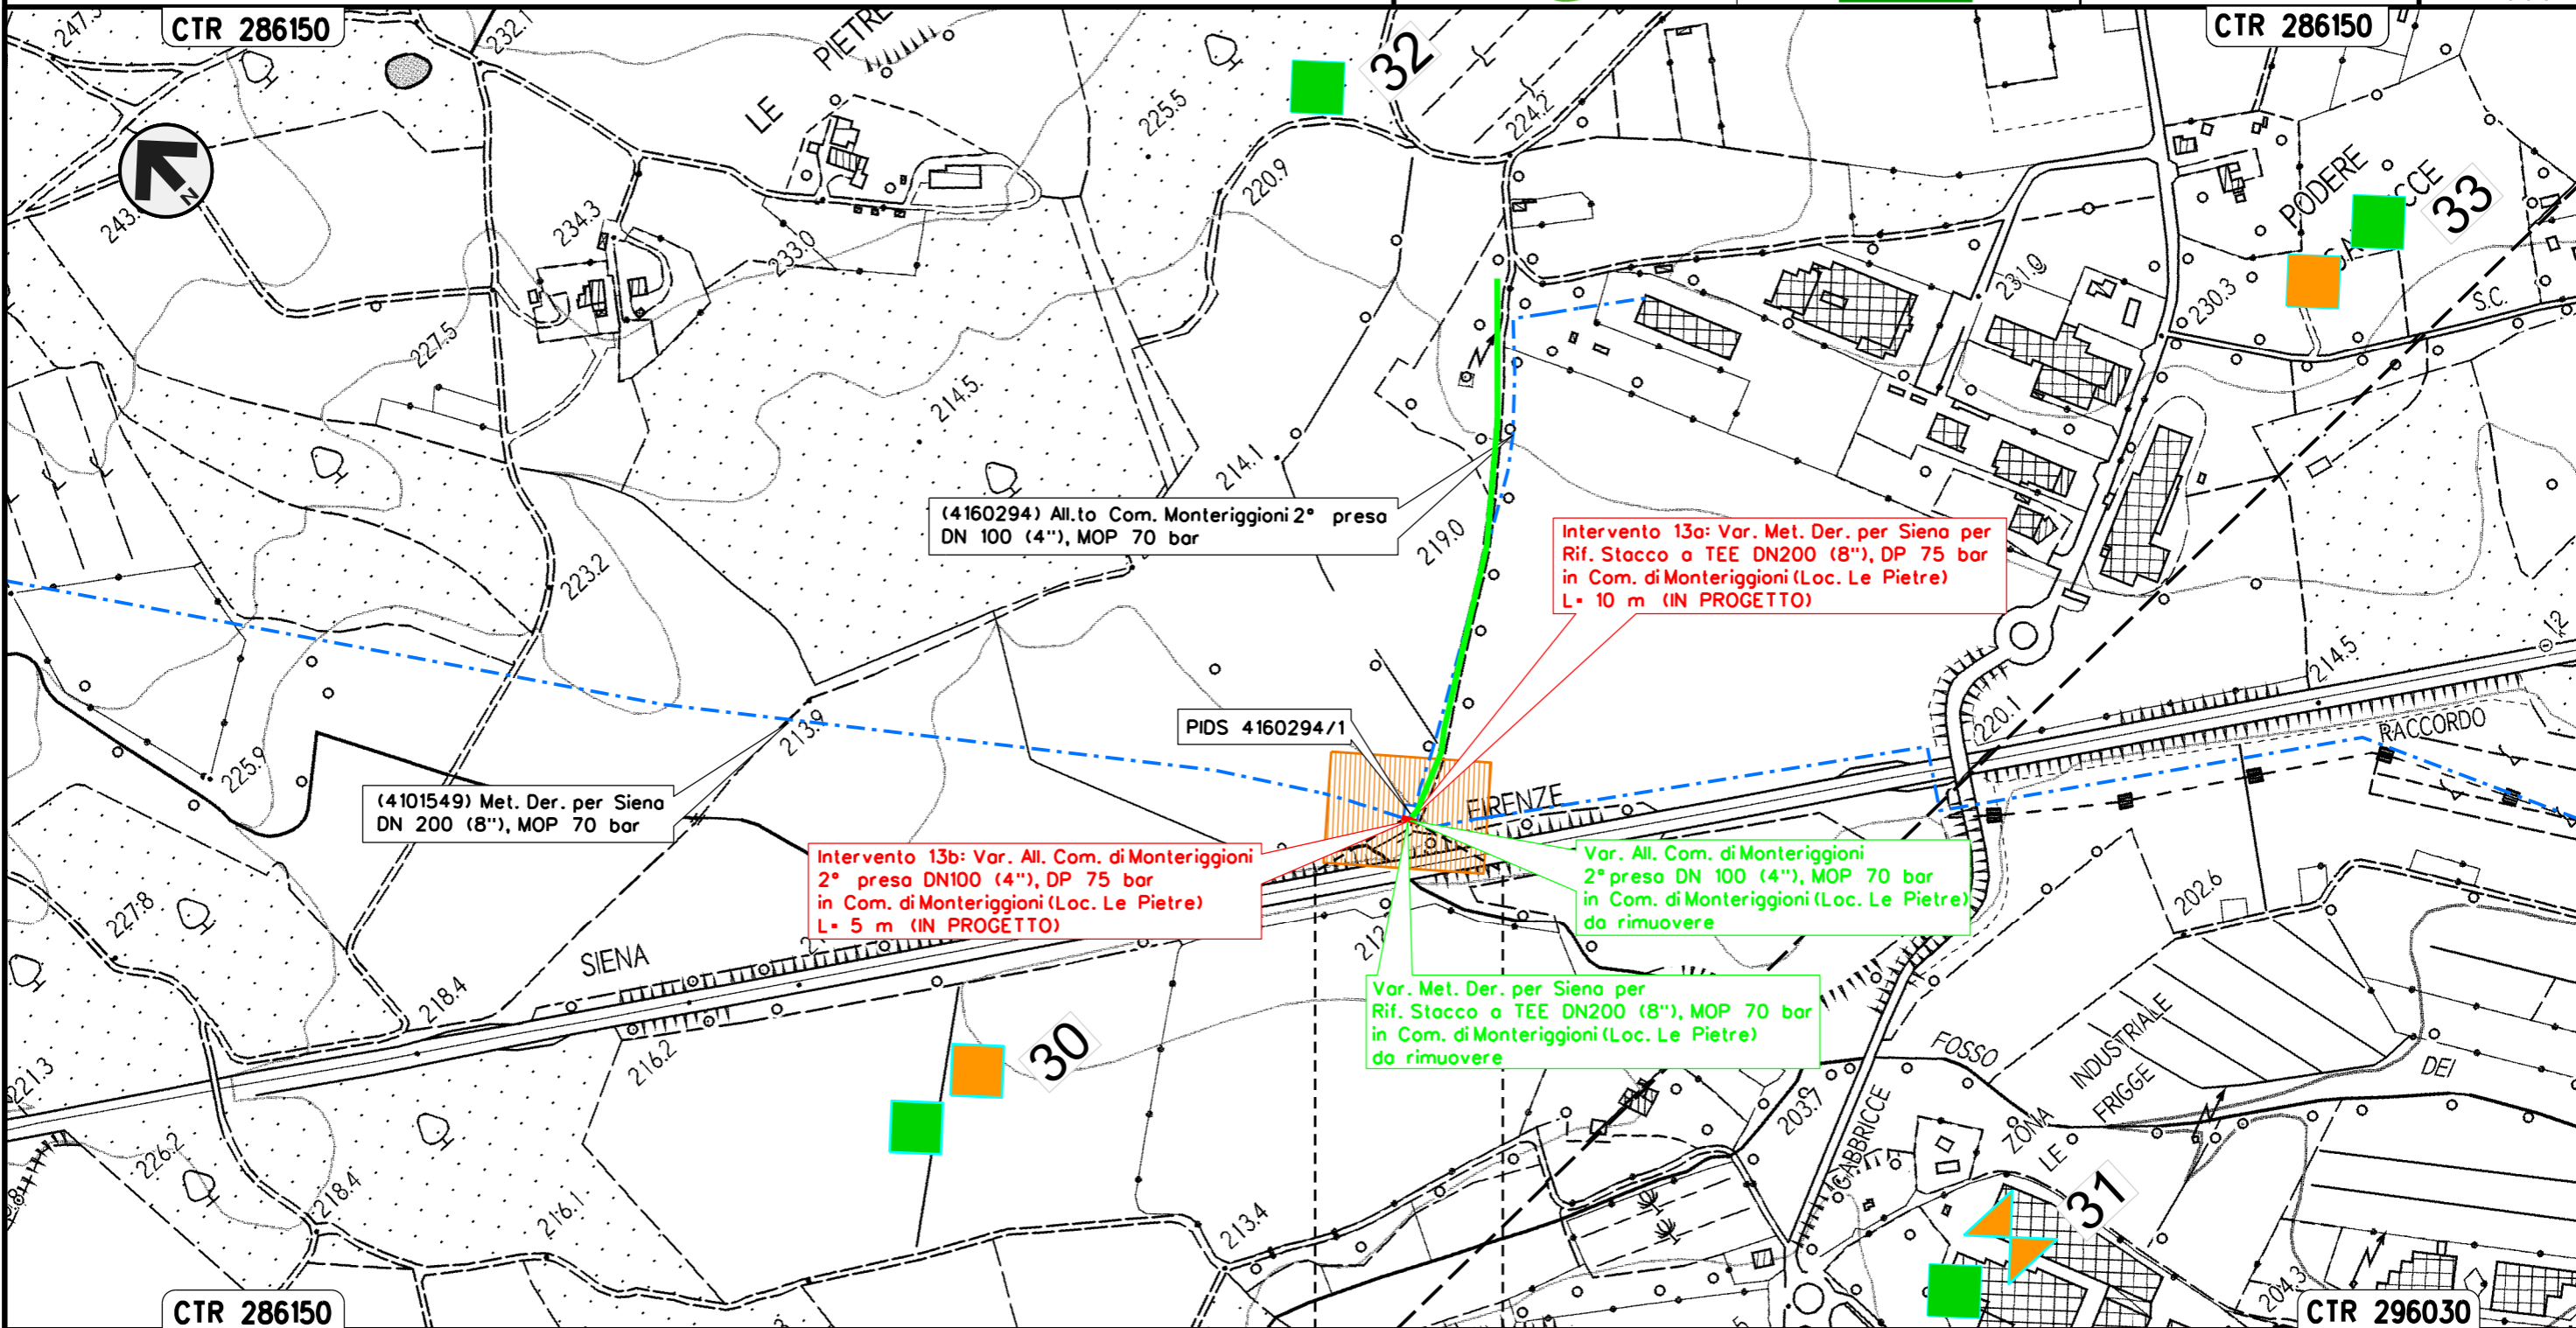 CTR 286150
CTR 286150
232.1
PIETRE
LE
32
225.5
224.2
220.9
234.3
233.0
227.5
PODERE
33
231.0
230.3
S.C.
214.5
214.1
219.0
(4160294) All.to Com. Monteriggioni 2° presa
DN 100 (4"), MOP 70 bar
Intervento 13a: Var. Met. Der. per Siena per
Rif. Stacco a TEE DN200 (8"), DP 75 bar
in Com. di Monteriggioni (Loc. Le Pietre)
L= 10 m (IN PROGETTO)
223.2
213.9
PIDS 4160294/1
225.9
214.5
220.1
RACCORDO
FIRENZE
(4101549) Met. Der. per Siena
DN 200 (8"), MOP 70 bar
Intervento 13b: Var. All. Com. di Monteriggioni
2° presa DN100 (4"), DP 75 bar
in Com. di Monteriggioni (Loc. Le Pietre)
L= 5 m (IN PROGETTO)
Var. All. Com. di Monteriggioni
2° presa DN 100 (4"), MOP 70 bar
in Com. di Monteriggioni (Loc. Le Pietre)
da rimuovere
Var. Met. Der. per Siena per
Rif. Stacco a TEE DN200 (8"), MOP 70 bar
in Com. di Monteriggioni (Loc. Le Pietre)
da rimuovere
227.8
SIENA
218.4
202.6
221.3
216.2
30
FOSSO
INDUSTRIALE
ZONA
LE FRIGGE
DEI
203.7
GABBRICCE
226.2
218.4
216.1
213.4
31
204.3
CTR 286150
CTR 296030
N